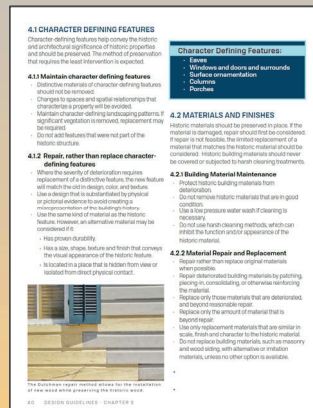 4.1 CHARACTER DEFINING FEATURES
Character-defining features help convey the historic
and architectural significance of historic properties
and should be preserved. The method of preservation
that requires the least intervention is expected.
4.1.1 Maintain character defining features
· Distinctive materials of character-defining features
should not be removed.
· Changes to spaces and spatial relationships that
characterize a property will be avoided.
· Maintain character-defining landscaping patterns. If
significant vegetation is removed, replacement may
be required.
· Do not add features that were not part of the
historic structure.
4.1.2 Repair, rather than replace character-
defining features
· Where the severity of deterioration requires
replacement of a distinctive feature, the new feature
will match the old in design, color, and texture.
· Use a design that is substantiated by physical
or pictorial evidence to avoid creating a
misrepresentation of the building's history.
· Use the same kind of material as the historic
feature. However, an alternative material may be
considered if it:
· Has proven durability.
· Has a size, shape, texture and finish that conveys
the visual appearance of the historic feature.
· Is located in a place that is hidden from view or
isolated from direct physical contact.
The Dutchman repair method allows for the installation
of new wood while preserving the historic wood.
60 DESIGN GUIDELINES · CHAPTER 5
Character Defining Features:
· Eaves
· Windows and doors and surrounds
· Surface ornamentation
· Columns
· Porches
4.2 MATERIALS AND FINISHES
Historic materials should be preserved in place. If the
material is damaged, repair should first be considered.
If repair is not feasible, the limited replacement of a
material that matches the historic material should be
considered. Historic building materials should never
be covered or subjected to harsh cleaning treatments.
4.2.1 Building Material Maintenance
· Protect historic building materials from
deterioration.
· Do not remove historic materials that are in good
condition.
· Use a low pressure water wash if cleaning is
necessary.
· Do not use harsh cleaning methods, which can
inhibit the function and/or appearance of the
historic material.
4.2.2 Material Repair and Replacement
· Repair rather than replace original materials
when possible.
· Repair deteriorated building materials by patching,
piecing-in, consolidating, or otherwise reinforcing
the material.
· Replace only those materials that are deteriorated,
and beyond reasonable repair.
· Replace only the amount of material that is
beyond repair.
· Use only replacement materials that are similar in
scale, finish and character to the historic material.
· Do not replace building materials, such as masonry
and wood siding, with alternative or imitation
materials, unless no other option is available.